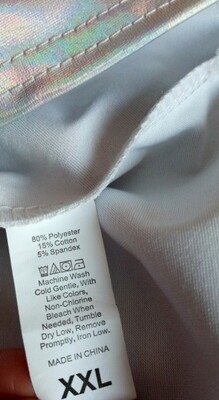 80% Polyester
15% Cotton
5% Spandex
Machine Wash
Cold Gentle, With
Like Colors,
Non-Chlorine
Bleach When
Needed, Tumble
Dry Low, Remove
Promptly, Iron Low.
MADE IN CHINA
XXL